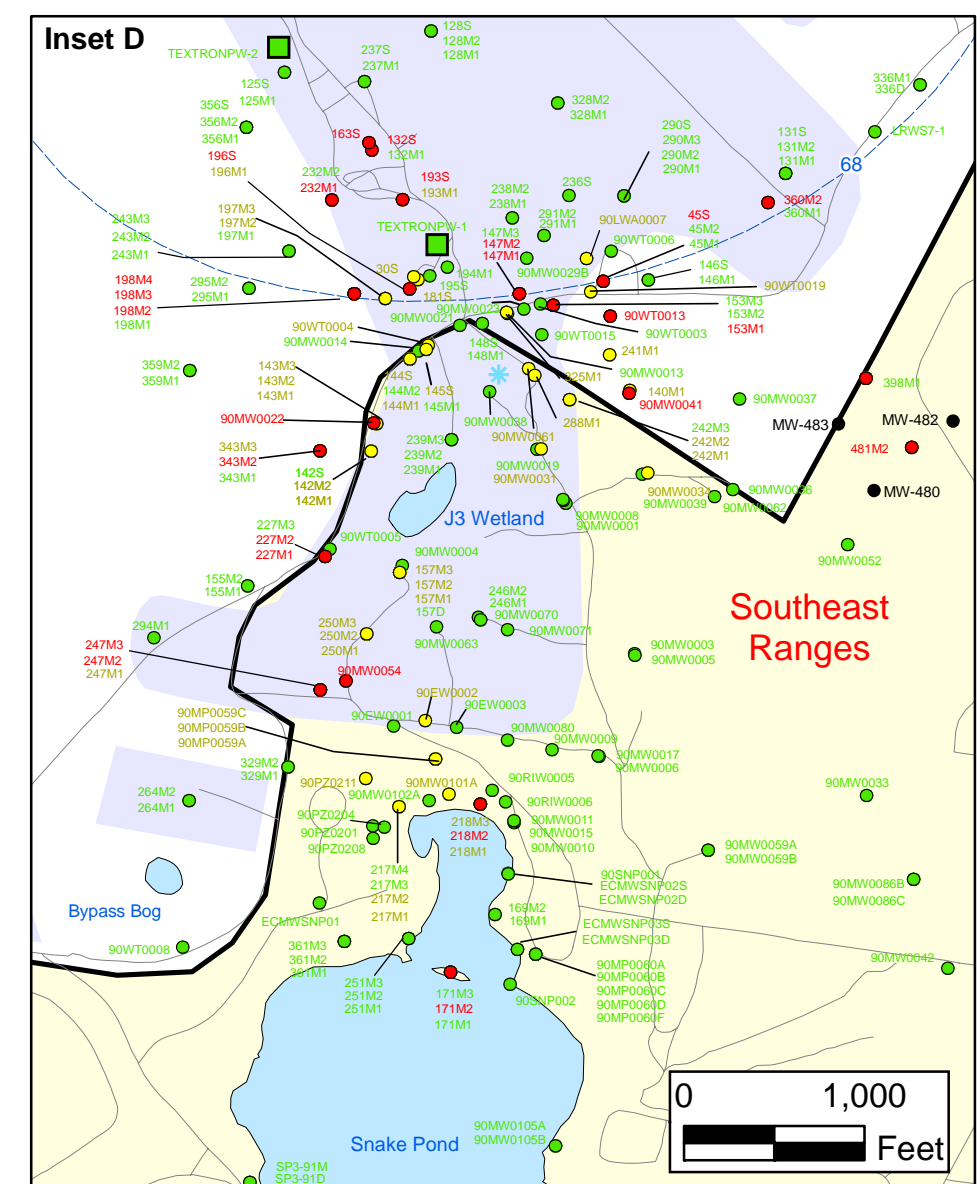 Inset D
TEXTRONPW-2
128S
128M2
128M1
237S
237M1
125S
125M1
356S
356M2
356M1
328M2
328M1
336M1
336D
LRWS7-1
290S
290M3
290M2
290M1
131S
131M2
131M1
68
163S
132S
132M1
196S
196M1
232M2
232M1
193S
193M1
236S
238M2
238M1
360M2
360M1
197M3
197M2
197M1
243M3
243M2
243M1
TEXTRONPW-1
291M2
291M1
90LWA0007
45S
45M2
45M1
147M3
147M2
147M1
90WT0006
146S
146M1
90WT0019
30S
194M1
195S
181S
90MW0029B
198M4
198M3
198M2
198M1
295M2
295M1
153M3
153M2
153M1
90WT0013
90WT0003
90WT0015
90MW0023
90MW0021
90WT0004
90MW0014
148S
148M1
241M1
90MW0013
225M1
140M1
90MW0041
398M1
359M2
359M1
143M3
143M2
143M1
144S
144M2
144M1
145S
145M1
90MW0037
MW-483
MW-482
481M2
MW-480
90MW0022
90MW0038
288M1
242M3
242M2
242M1
343M3
343M2
343M1
142S
142M2
142M1
239M3
239M2
239M1
90MW0061
90MW0019
90MW0031
90MW0034
90MW0039
90MW0036
90MW0062
90MW0008
90MW0001
J3 Wetland
227M3
227M2
227M1
90WT0005
90MW0004
157M3
157M2
157M1
157D
90MW0052
155M2
155M1
246M2
246M1
90MW0070
90MW0071
Southeast
Ranges
250M3
250M2
250M1
90MW0063
294M1
247M3
247M2
247M1
90MW0054
90MW0003
90MW0005
90EW0002
90EW0001
90EW0003
90MP0059C
90MP0059B
90MP0059A
90MW0080
90MW0009
90MW0017
90MW0006
329M2
329M1
264M2
264M1
90PZ0211
90MW0102A
90MW0101A
90RIW0005
90RIW0006
90MW0033
90PZ0204
90PZ0201
90PZ0208
218M3
218M2
218M1
90MW0011
90MW0015
90MW0010
90MW0059A
90MW0059B
217M4
217M3
217M2
217M1
90SNP001
ECMWSNP02S
ECMWSNP02D
90MW0086B
90MW0086C
Bypass Bog
ECMWSNP01
169M2
169M1
ECMWSNP03S
ECMWSNP03D
90WT0008
361M3
361M2
361M1
251M3
251M2
251M1
90MP0060A
90MP0060B
90MP0060C
90MP0060D
90MP0060F
90MW0042
171M3
171M2
171M1
90SNP002
0 1,000
Feet
90MW0105A
90MW0105B
Snake Pond
SP3-91M
SP3-91D